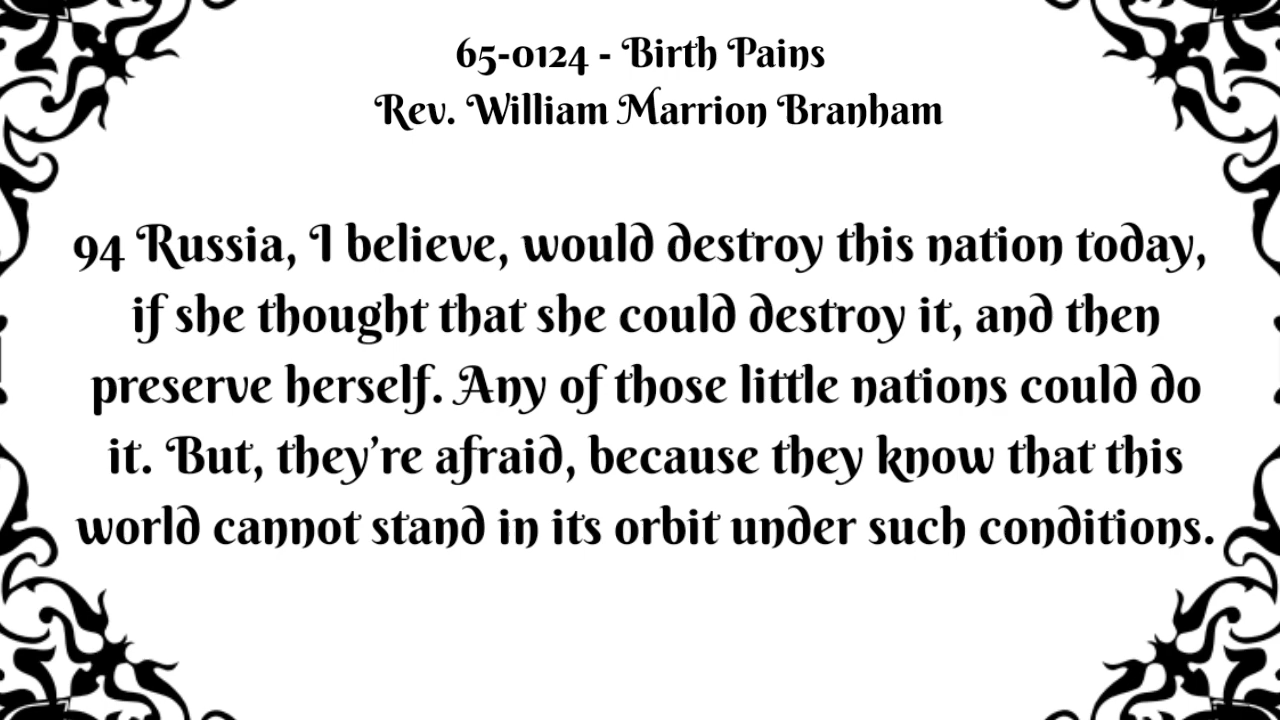 65-0124 - Birth Pains
Rev. William Marrion Branham
94 Russia, I believe, would destroy this nation today,
if she thought that she could destroy it, and then
preserve herself. Any of those little nations could do
it. But, they’re afraid, because they know that this
world cannot stand in its orbit under such conditions.